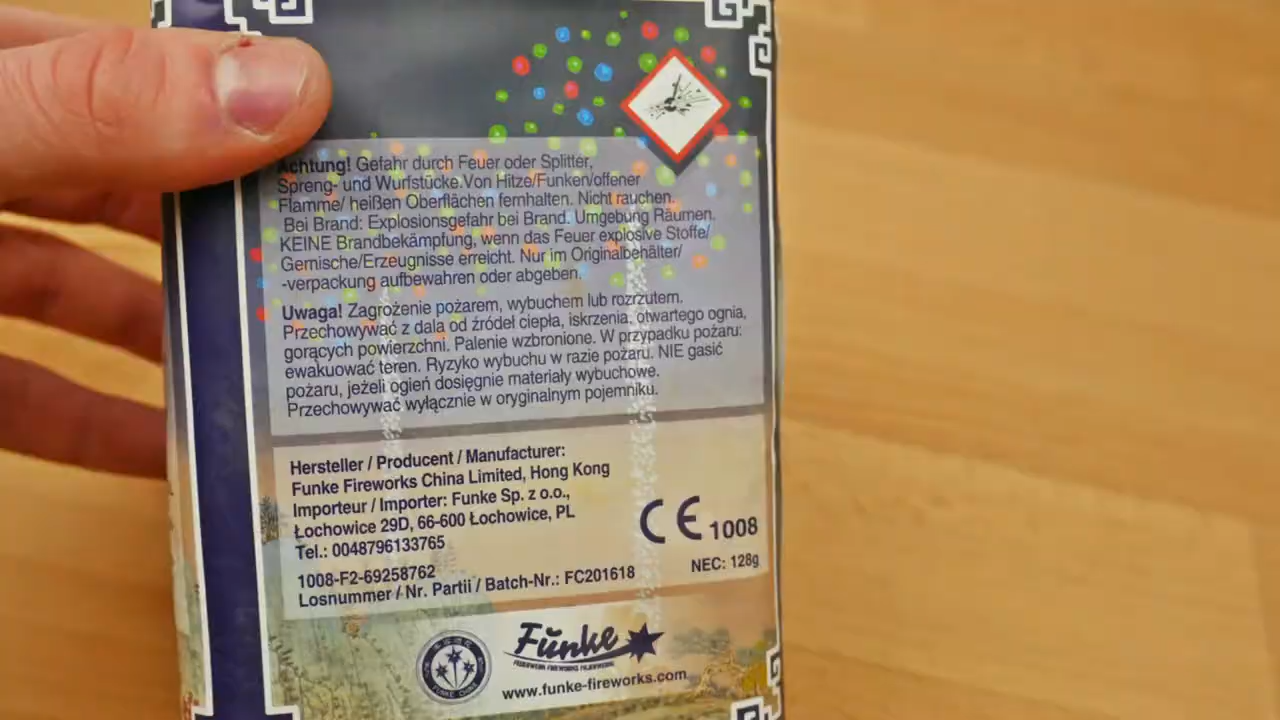 Achtung! Gefahr durch Feuer oder Splitter,
Spreng- und Wurfstücke.Von Hitze/Funken/offener
Flamme/ heißen Oberflächen fernhalten. Nicht rauchen.
Bei Brand: Explosionsgefahr bei Brand. Umgebung Räumen.
KEINE Brandbekämpfung, wenn das Feuer explosive Stoffe/
Gemische/Erzeugnisse erreicht. Nur im Originalbehälter/
-verpackung aufbewahren oder abgeben.
Uwaga! Zagrożenie pożarem, wybuchem lub rozrzutem.
Przechowywać z dala od źródeł ciepła, iskrzenia, otwartego ognia,
gorących powierzchni. Palenie wzbronione. W przypadku pożaru:
ewakuować teren. Ryzyko wybuchu w razie pożaru. NIE gasić
pożaru, jeżeli ogień dosięgnie materiały wybuchowe.
Przechowywać wyłącznie w oryginalnym pojemniku.
Hersteller / Producent / Manufacturer:
Funke Fireworks China Limited, Hong Kong
Importeur / Importer: Funke Sp. z o.o.,
Łochowice 29D, 66-600 Łochowice, PL
Tel.: 0048796133765
CE 1008
1008-F2-69258762
NEC: 128g
Losnummer / Nr. Partii / Batch-Nr.: FC201618
Funke
FUNKE CHINA
www.funke-fireworks.com